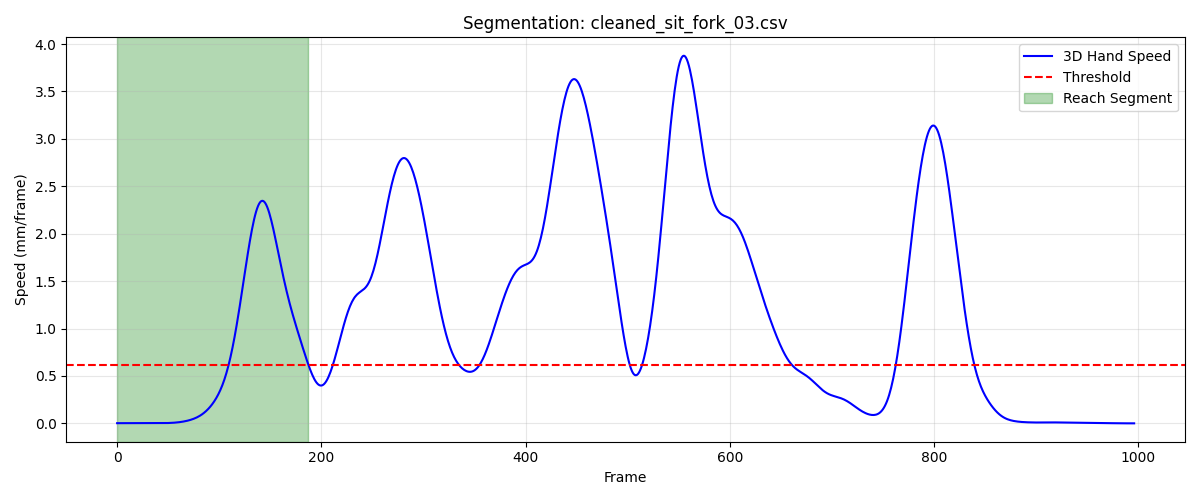 Segmentation: cleaned_sit_fork_03.csv
3D Hand Speed
Threshold
Reach Segment
Speed (mm/frame)
4.0
3.5
3.0
2.5
2.0
1.5
1.0
0.5
0.0
0
200
400
600
800
1000
Frame